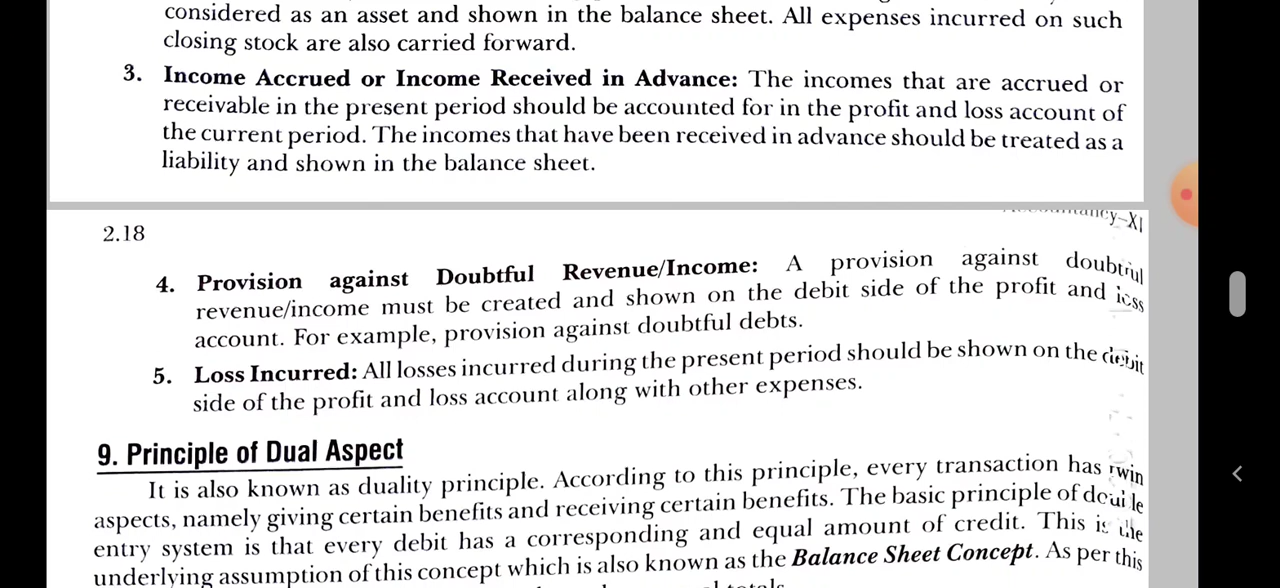 considered as an asset and shown in the balance sheet. All expenses incurred on such
closing stock are also carried forward.
3. Income Accrued or Income Received in Advance: The incomes that are accrued or
receivable in the present period should be accounted for in the profit and loss account of
the current period. The incomes that have been received in advance should be treated as a
liability and shown in the balance sheet.
2.18
4. Provision against Doubtful Revenue/Income: A provision against doubtful
revenue/income must be created and shown on the debit side of the profit and loss
account. For example, provision against doubtful debts.
5. Loss Incurred: All losses incurred during the present period should be shown on the debit
side of the profit and loss account along with other expenses.
9. Principle of Dual Aspect
It is also known as duality principle. According to this principle, every transaction has twin
aspects, namely giving certain benefits and receiving certain benefits. The basic principle of double
entry system is that every debit has a corresponding and equal amount of credit. This is the
underlying assumption of this concept which is also known as the Balance Sheet Concept. As per this